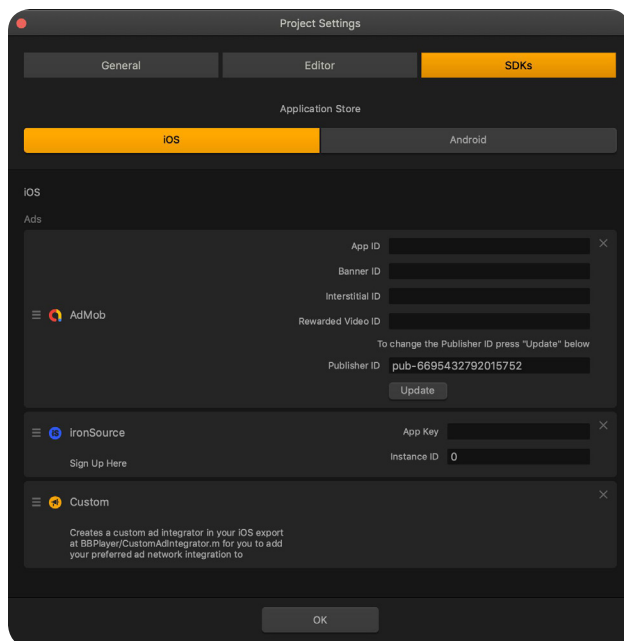 Project Settings
General
Editor
SDKs
Application Store
iOS
Android
iOS
Ads
App ID
Banner ID
Interstitial ID
AdMob
Rewarded Video ID
To change the Publisher ID press "Update" below
Publisher ID pub-6695432792015752
Update
ironSource
App Key
Sign Up Here
Instance ID 0
Custom
Creates a custom ad integrator in your iOS export
at BBPlayer/CustomAdIntegrator.m for you to add
your preferred ad network integration to
OK